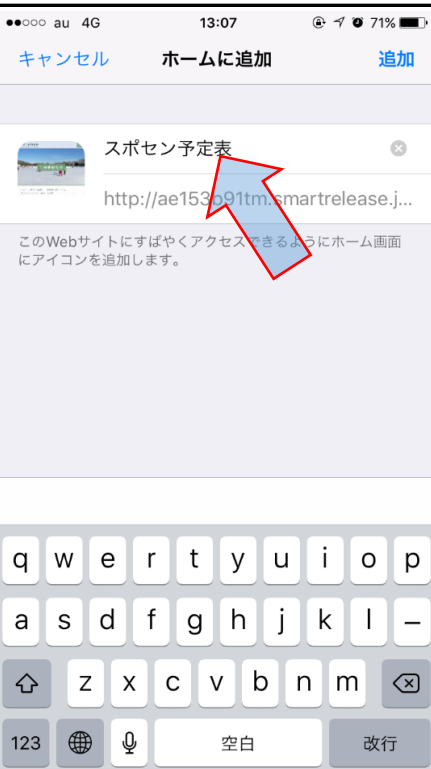 au 4G 13:07 71%
キャンセル ホームに追加 追加
スポセン予定表
http://ae153b91tm.smartrelease.j...
このWebサイトにすばやくアクセスできるようにホーム画面
にアイコンを追加します。
q w e r t y u i o p
a s d f g h j k l –
z x c v b n m
123 空白 改行